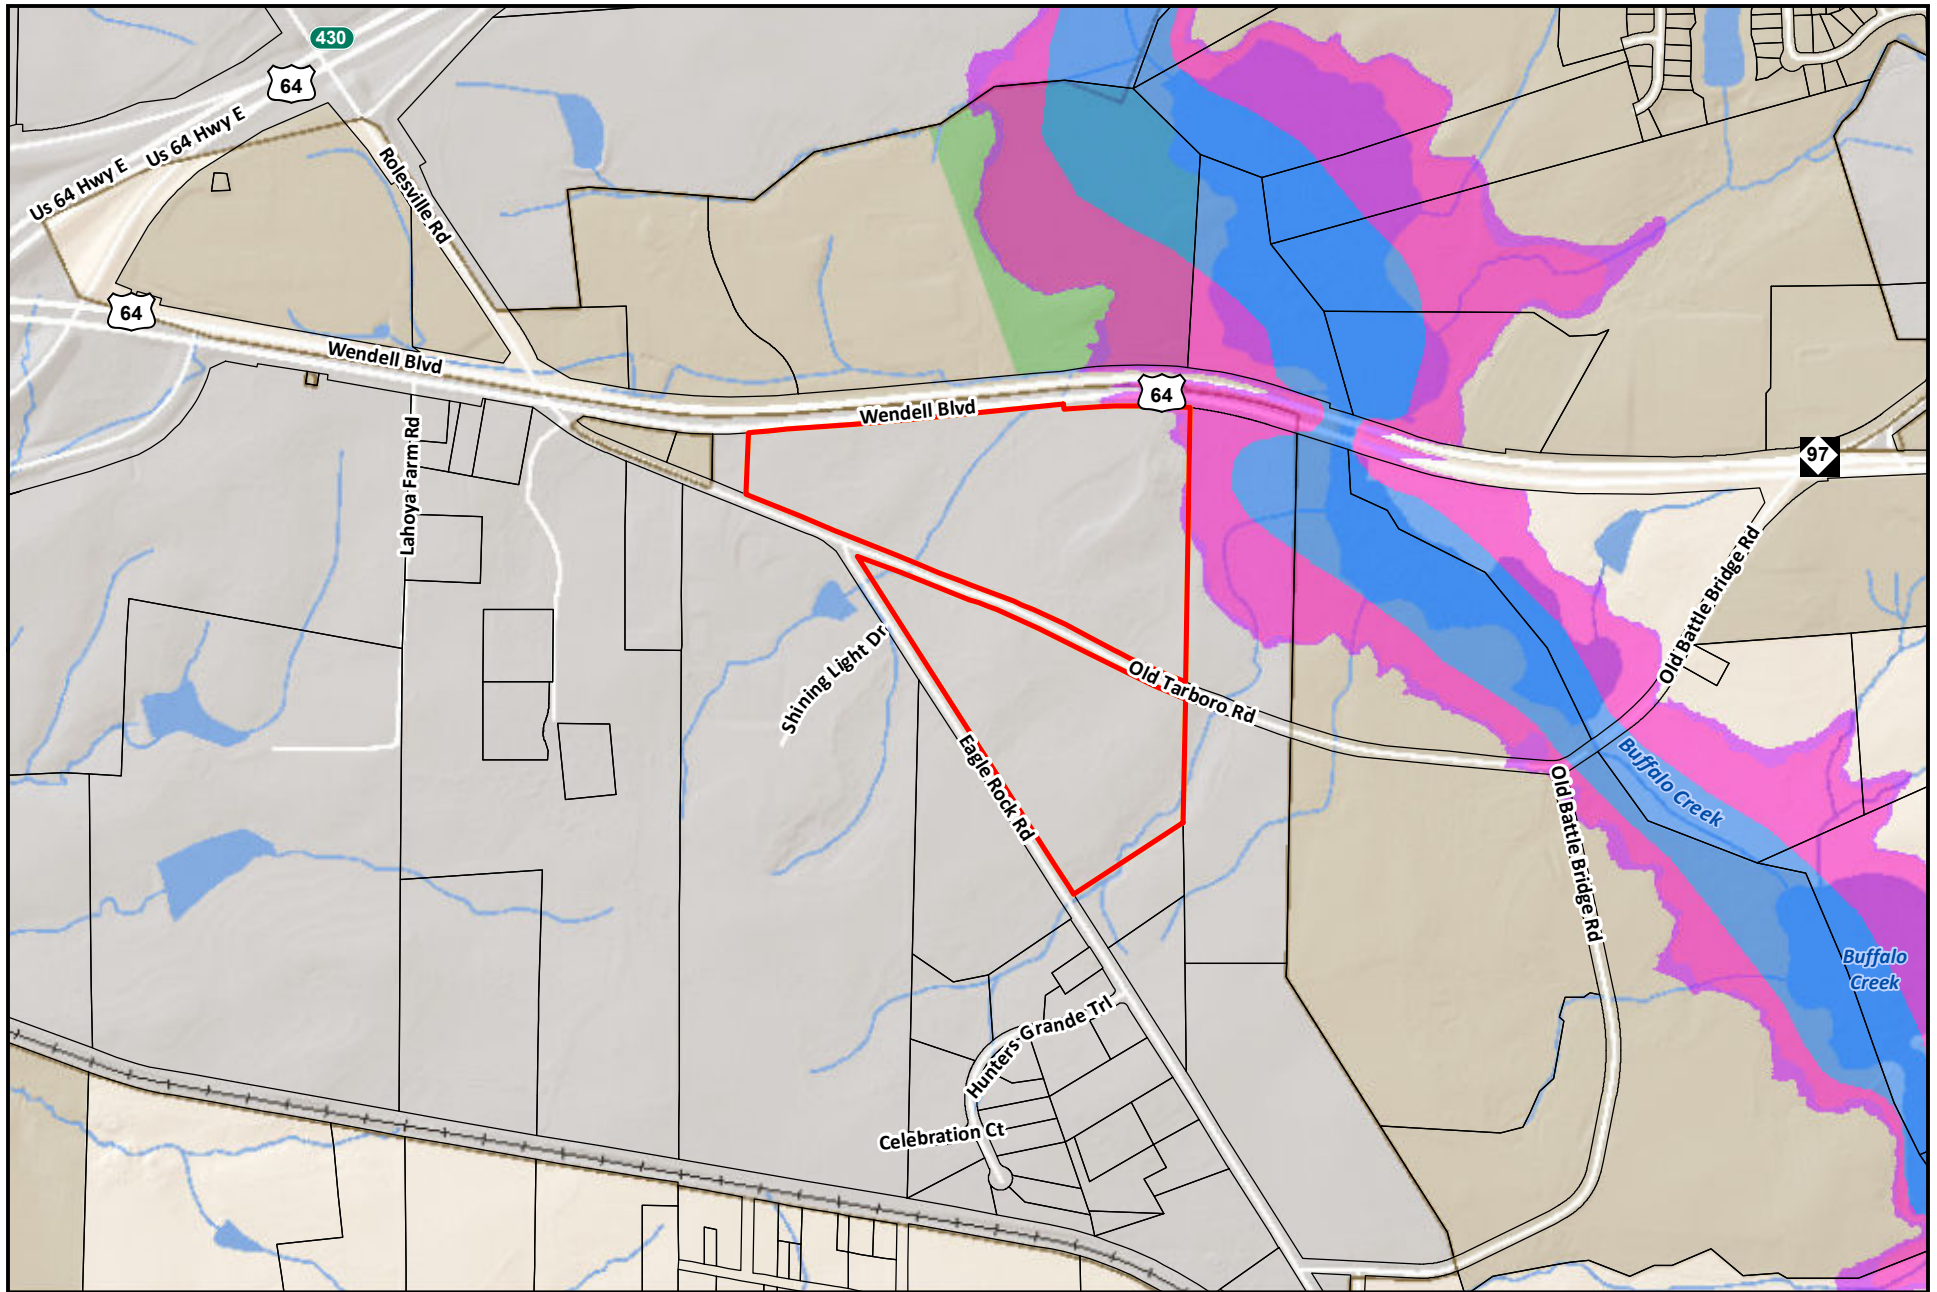 430
64
Us 64 Hwy E
Us 64 Hwy E
Rolesville Rd
64
Wendell Blvd
Wendell Blvd
64
97
Lahoya Farm Rd
Old Battle Bridge Rd
Shining Light Dr
Old Tarboro Rd
Eagle Rock Rd
Buffalo Creek
Old Battle Bridge Rd
Buffalo
Creek
Hunters Grande Trl
Celebration Ct